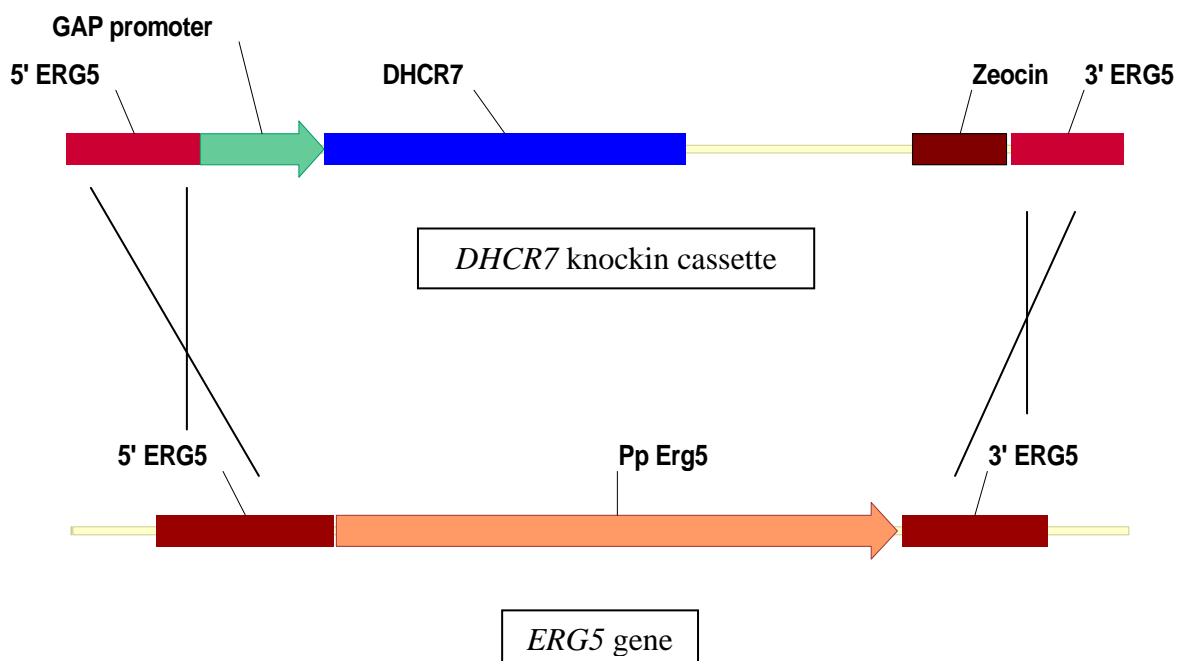 GAP promoter
5' ERG5
DHCR7
Zeocin
3' ERG5
DHCR7 knockin cassette
5' ERG5
Pp Erg5
3' ERG5
ERG5 gene